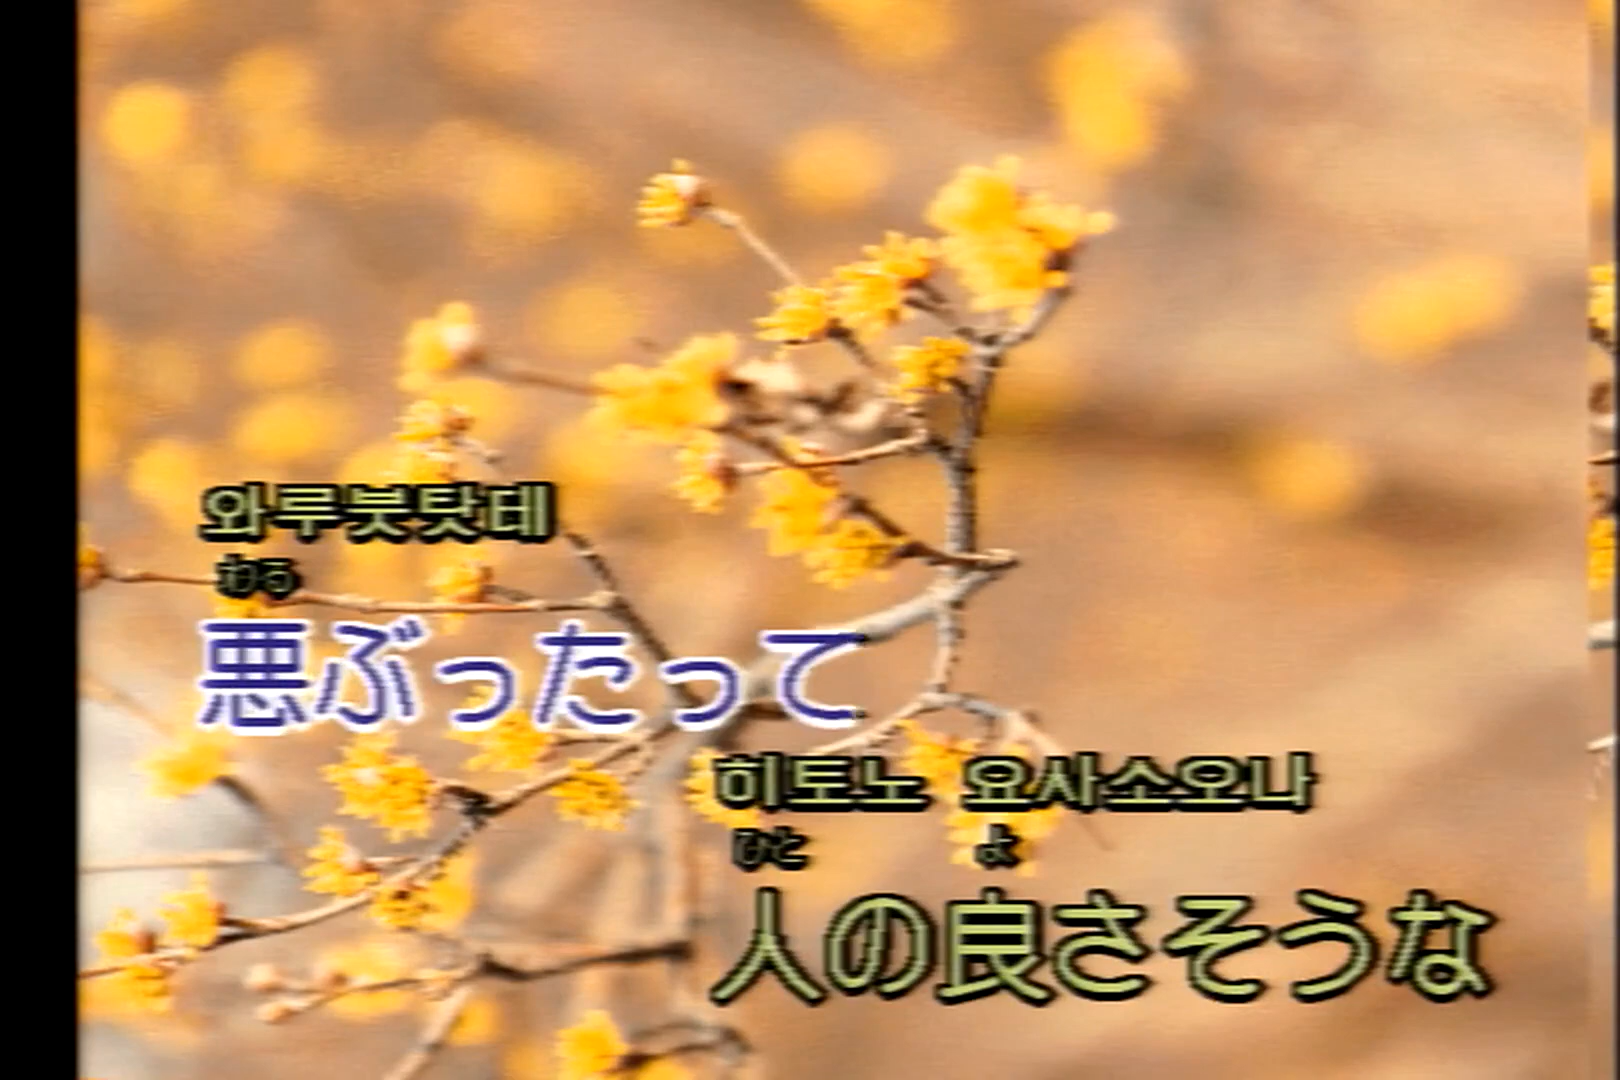 와루붓탓테
わる
悪ぶったって
히토노 요사소오나
ひと よ
人の良さそうな